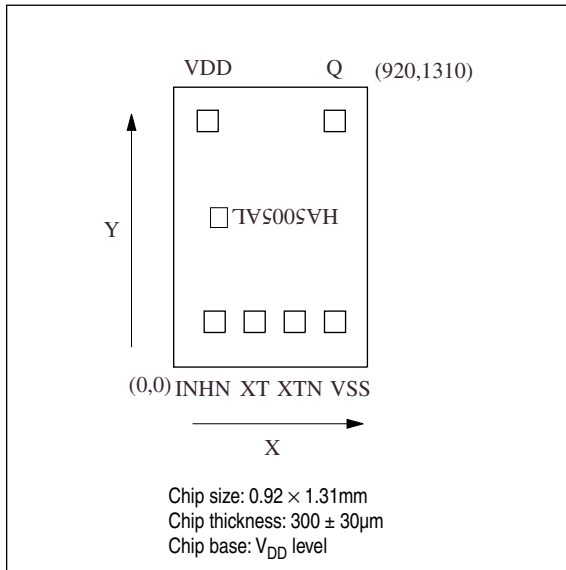 VDD Q (920,1310)
HA5005AL
Y
(0,0) INHN XT XTN VSS
X
Chip size: 0.92 × 1.31mm
Chip thickness: 300 ± 30µm
Chip base: VDD level